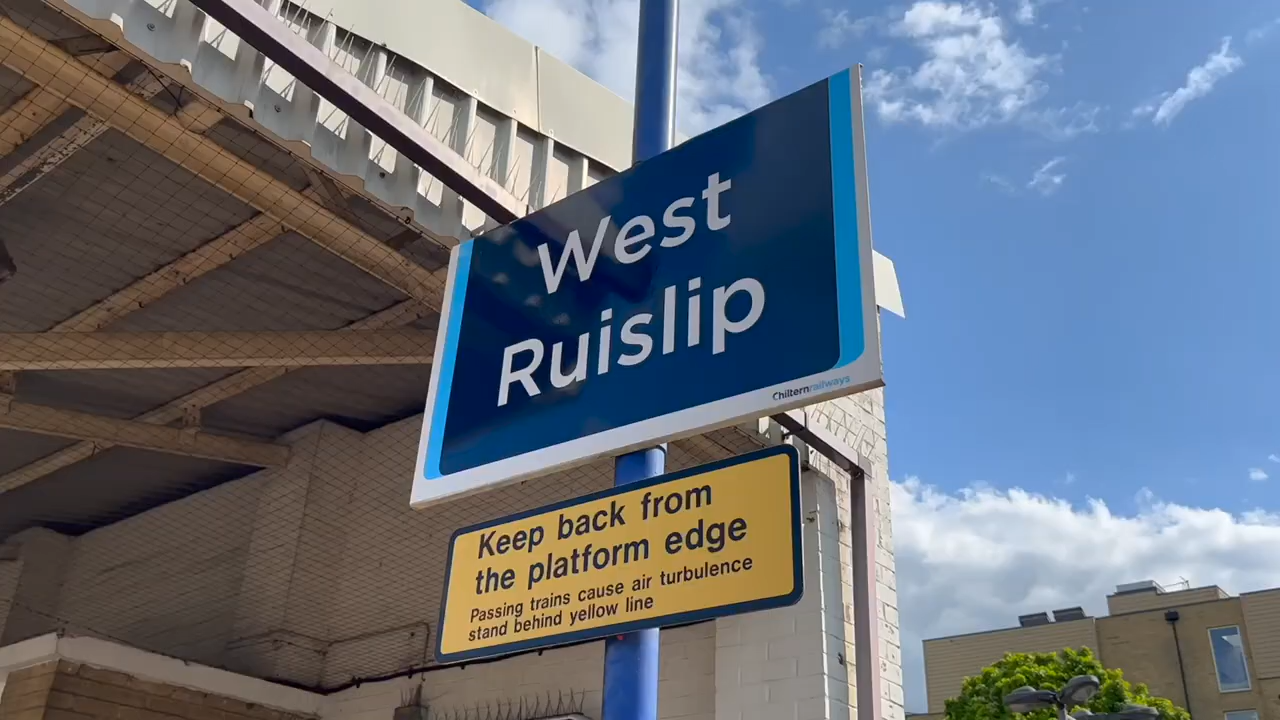 West
Ruislip
Chilternrailways
Keep back from
the platform edge
Passing trains cause air turbulence
stand behind yellow line